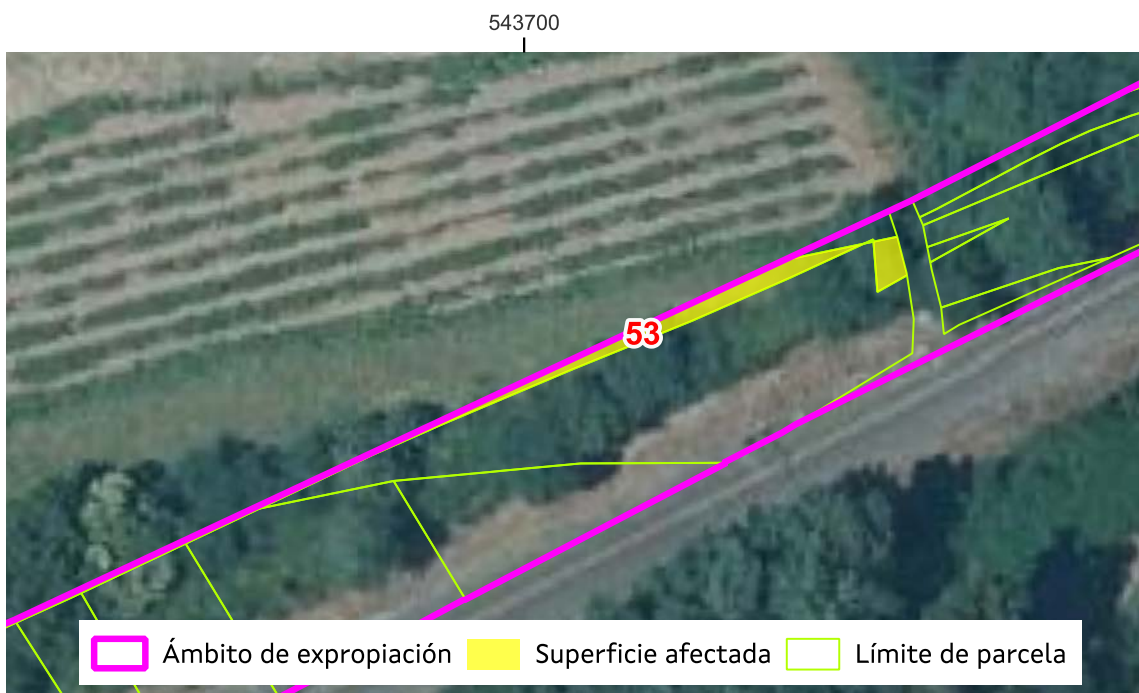 543700
53
Ámbito de expropiación
Superficie afectada
Límite de parcela